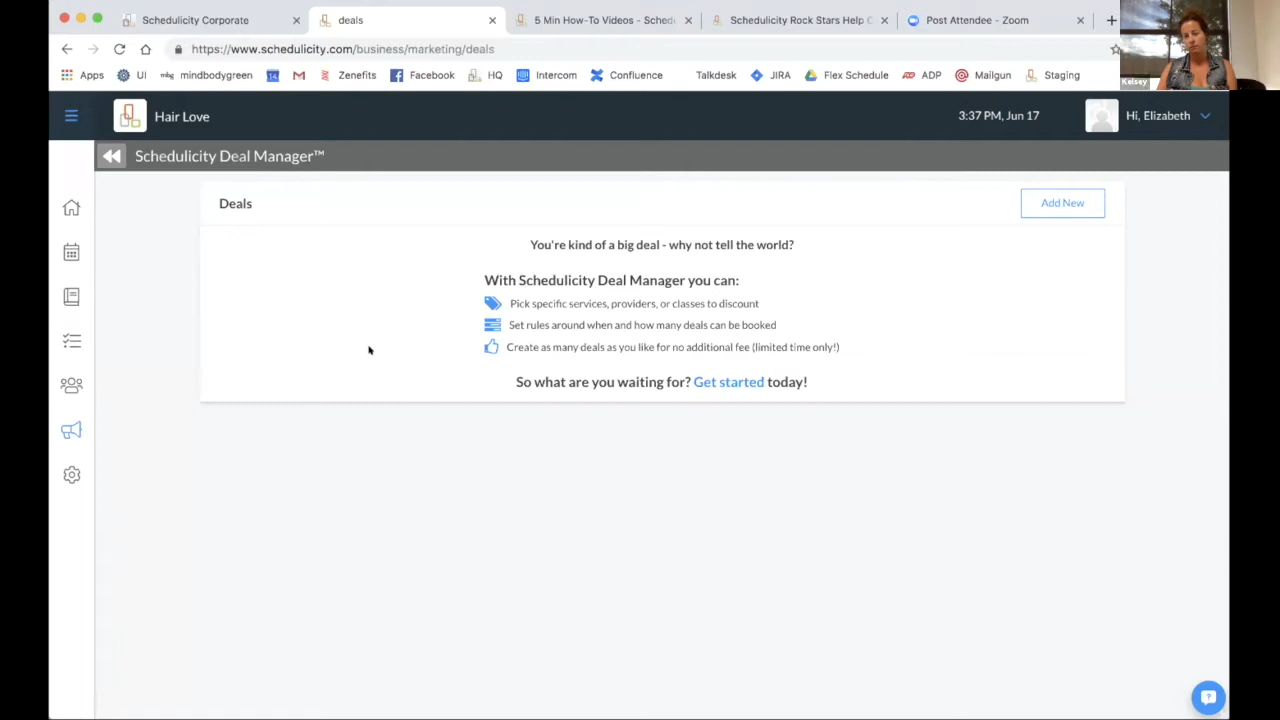 Schedulicity Corporate
deals
5 Min How-To Videos - Schedu
Schedulicity Rock Stars Help C
Post Attendee - Zoom
https://www.schedulicity.com/business/marketing/deals
Apps
UI
mbg mindbodygreen
14
Zenefits
Facebook
HQ
Intercom
Confluence
Talkdesk
JIRA
Flex Schedule
ADP
Mailgun
Staging
Kelsey
Hair Love
3:37 PM, Jun 17
Hi, Elizabeth
Schedulicity Deal Manager™
Deals
Add New
You're kind of a big deal - why not tell the world?
With Schedulicity Deal Manager you can:
Pick specific services, providers, or classes to discount
Set rules around when and how many deals can be booked
Create as many deals as you like for no additional fee (limited time only!)
So what are you waiting for? Get started today!